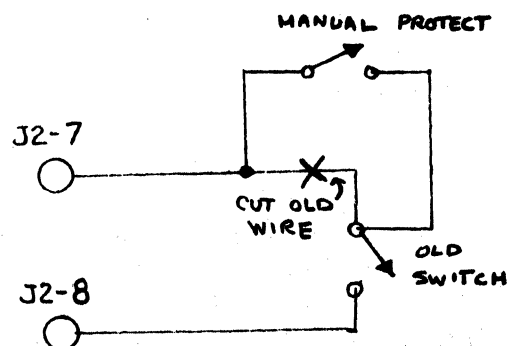 MANUAL PROTECT
J2-7
CUT OLD
WIRE
OLD
SWITCH
J2-8